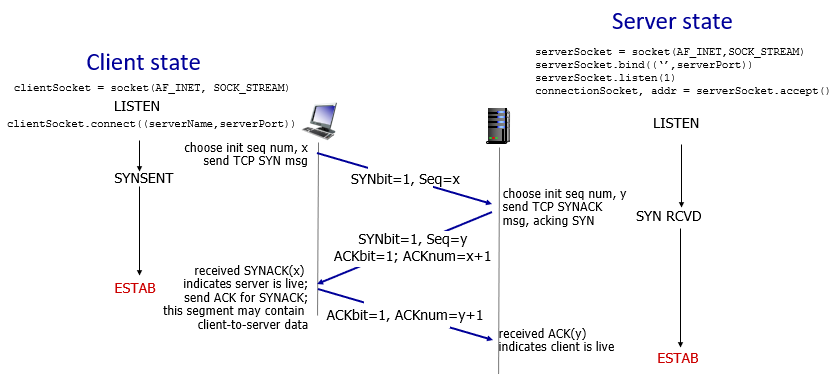 Server state
serverSocket = socket(AF_INET,SOCK_STREAM)
serverSocket.bind((‘’,serverPort))
serverSocket.listen(1)
connectionSocket, addr = serverSocket.accept()
Client state
clientSocket = socket(AF_INET, SOCK_STREAM)
LISTEN
clientSocket.connect((serverName,serverPort))
LISTEN
choose init seq num, x
send TCP SYN msg
SYNSENT
SYNbit=1, Seq=x
choose init seq num, y
send TCP SYNACK
msg, acking SYN
SYN RCVD
SYNbit=1, Seq=y
ACKbit=1; ACKnum=x+1
received SYNACK(x)
indicates server is live;
send ACK for SYNACK;
this segment may contain
client-to-server data
ESTAB
ACKbit=1, ACKnum=y+1
received ACK(y)
indicates client is live
ESTAB